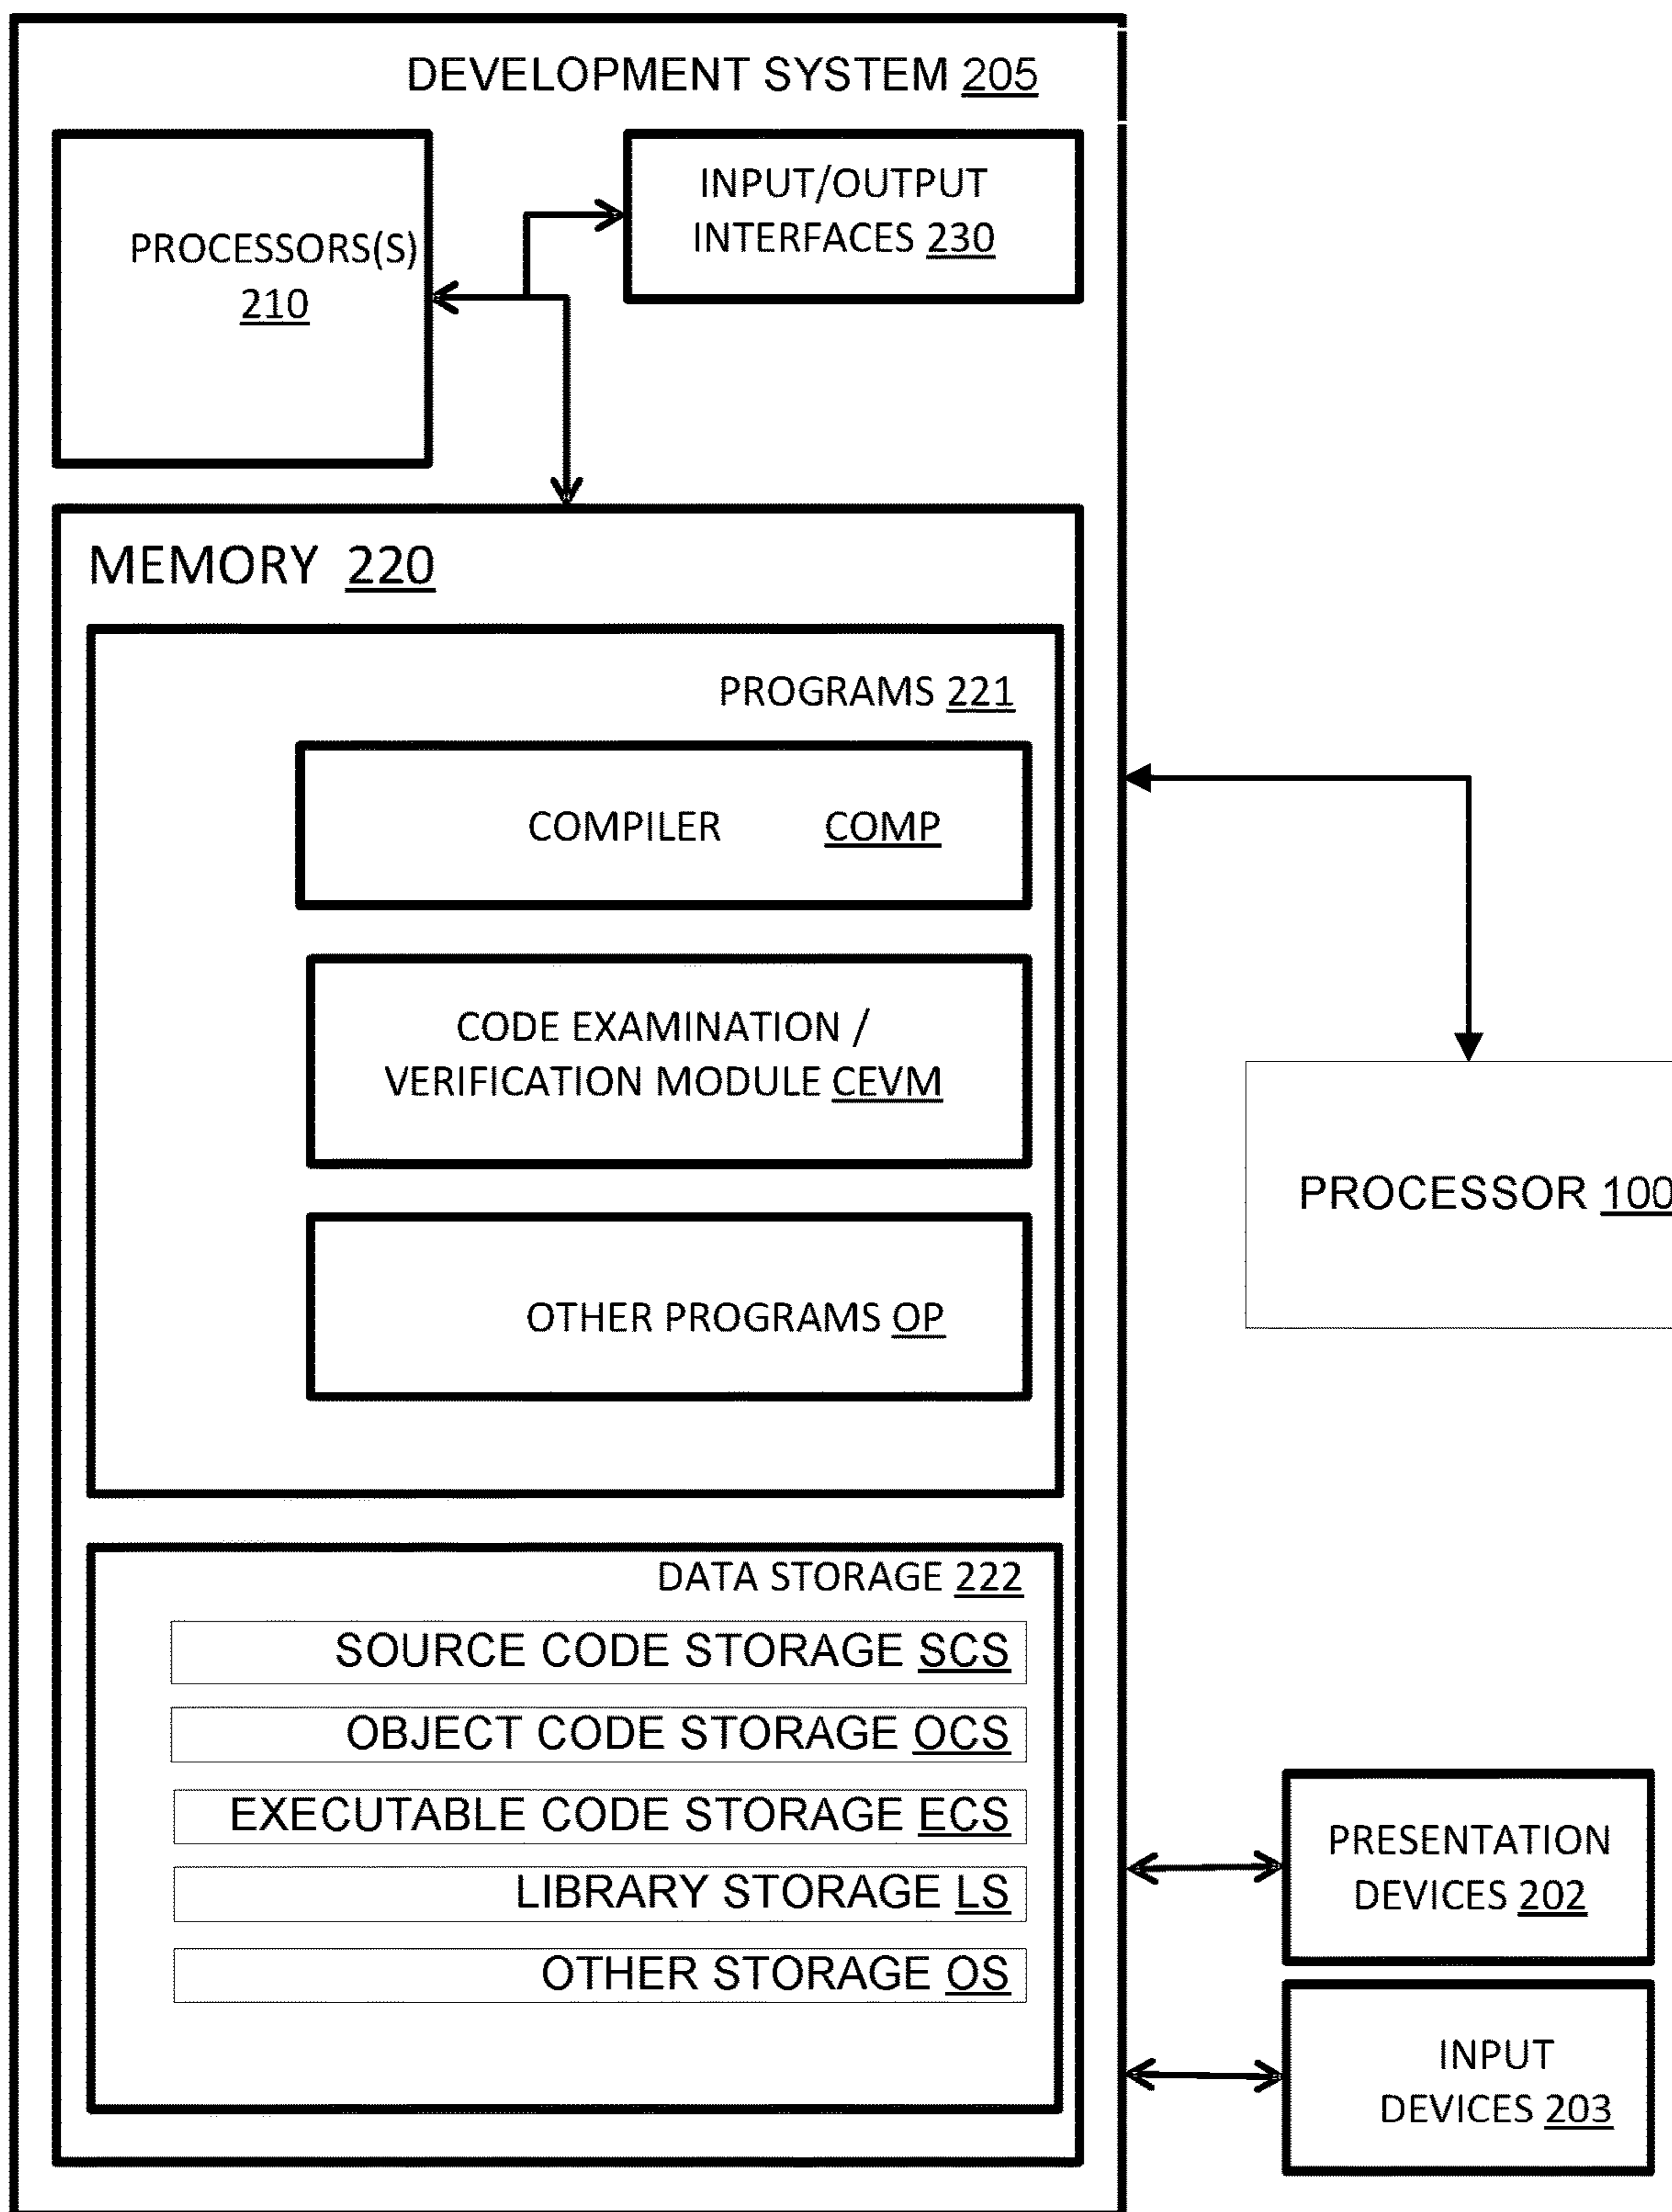 DEVELOPMENT SYSTEM 205
PROCESSORS(S)
210
INPUT/OUTPUT
INTERFACES 230
MEMORY 220
PROGRAMS 221
COMPILER COMP
CODE EXAMINATION /
VERIFICATION MODULE CEVM
OTHER PROGRAMS OP
PROCESSOR 100
DATA STORAGE 222
SOURCE CODE STORAGE SCS
OBJECT CODE STORAGE OCS
EXECUTABLE CODE STORAGE ECS
LIBRARY STORAGE LS
OTHER STORAGE OS
PRESENTATION
DEVICES 202
INPUT
DEVICES 203